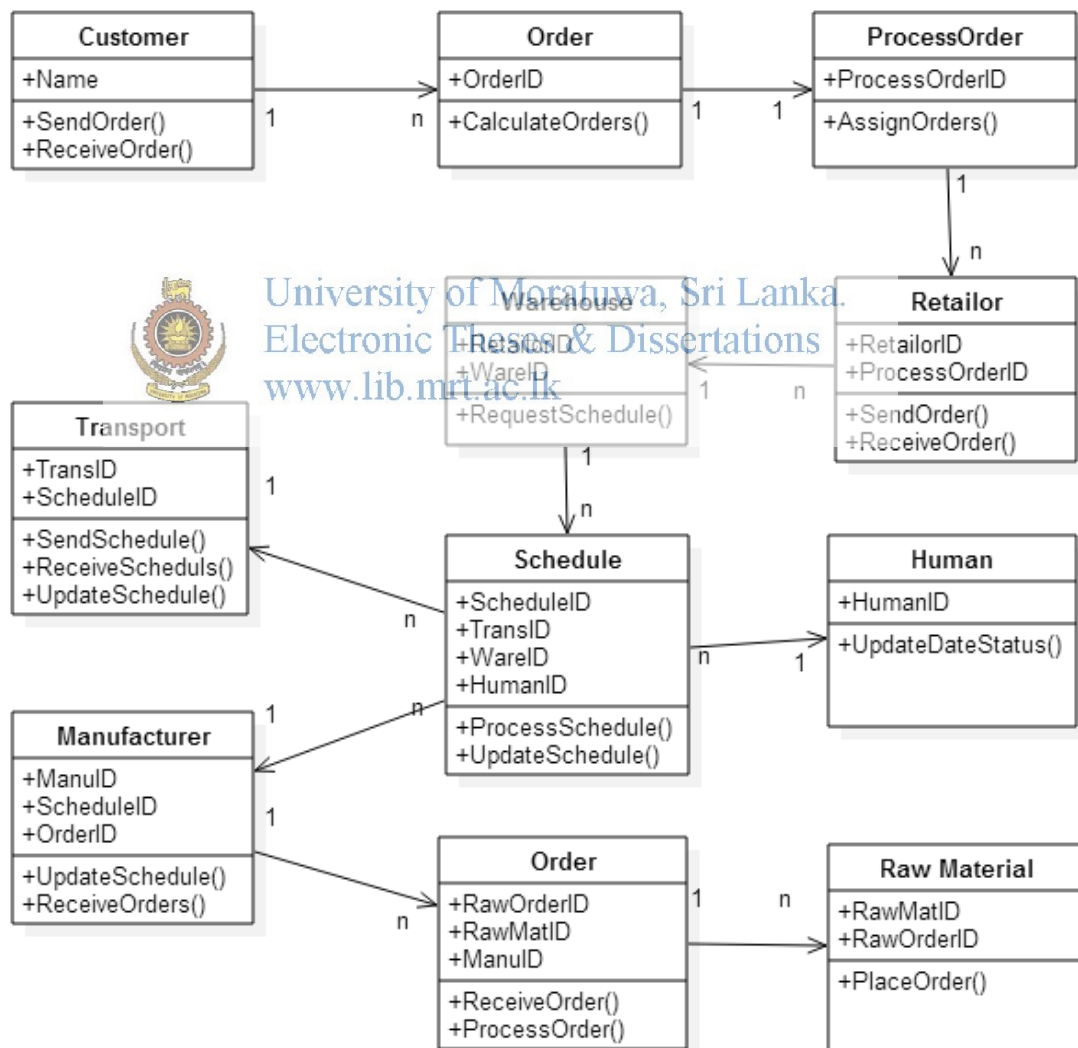 Customer
+Name
+SendOrder()
+ReceiveOrder()
1
n
Order
+OrderID
+CalculateOrders()
1
1
ProcessOrder
+ProcessOrderID
+AssignOrders()
1
n
University of Moratuwa, Sri Lanka.
Electronic Theses & Dissertations
www.lib.mrt.ac.lk
Warehouse
+RetailorID
+WareID
+RequestSchedule()
1
n
Retailor
+RetailorID
+ProcessOrderID
+SendOrder()
+ReceiveOrder()
1
n
Transport
+TransID
+ScheduleID
+SendSchedule()
+ReceiveScheduls()
+UpdateSchedule()
1
n
Schedule
+ScheduleID
+TransID
+WareID
+HumanID
+ProcessSchedule()
+UpdateSchedule()
n
1
Human
+HumanID
+UpdateDateStatus()
1
n
Manufacturer
+ManuID
+ScheduleID
+OrderID
+UpdateSchedule()
+ReceiveOrders()
1
n
Order
+RawOrderID
+RawMatID
+ManuID
+ReceiveOrder()
+ProcessOrder()
1
n
Raw Material
+RawMatID
+RawOrderID
+PlaceOrder()